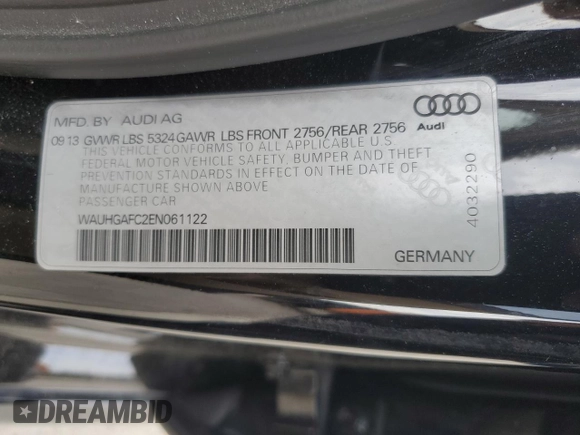 MFD. BY AUDI AG
09 13 GVWR LBS 5324 GAWR LBS FRONT 2756/REAR 2756
THIS VEHICLE CONFORMS TO ALL APPLICABLE U.S.
FEDERAL MOTOR VEHICLE SAFETY, BUMPER AND THEFT
PREVENTION STANDARDS IN EFFECT ON THE DATE OF
MANUFACTURE SHOWN ABOVE
PASSENGER CAR
WAUHGAFC2EN061122
GERMANY
Audi
4032290
DREAMBID